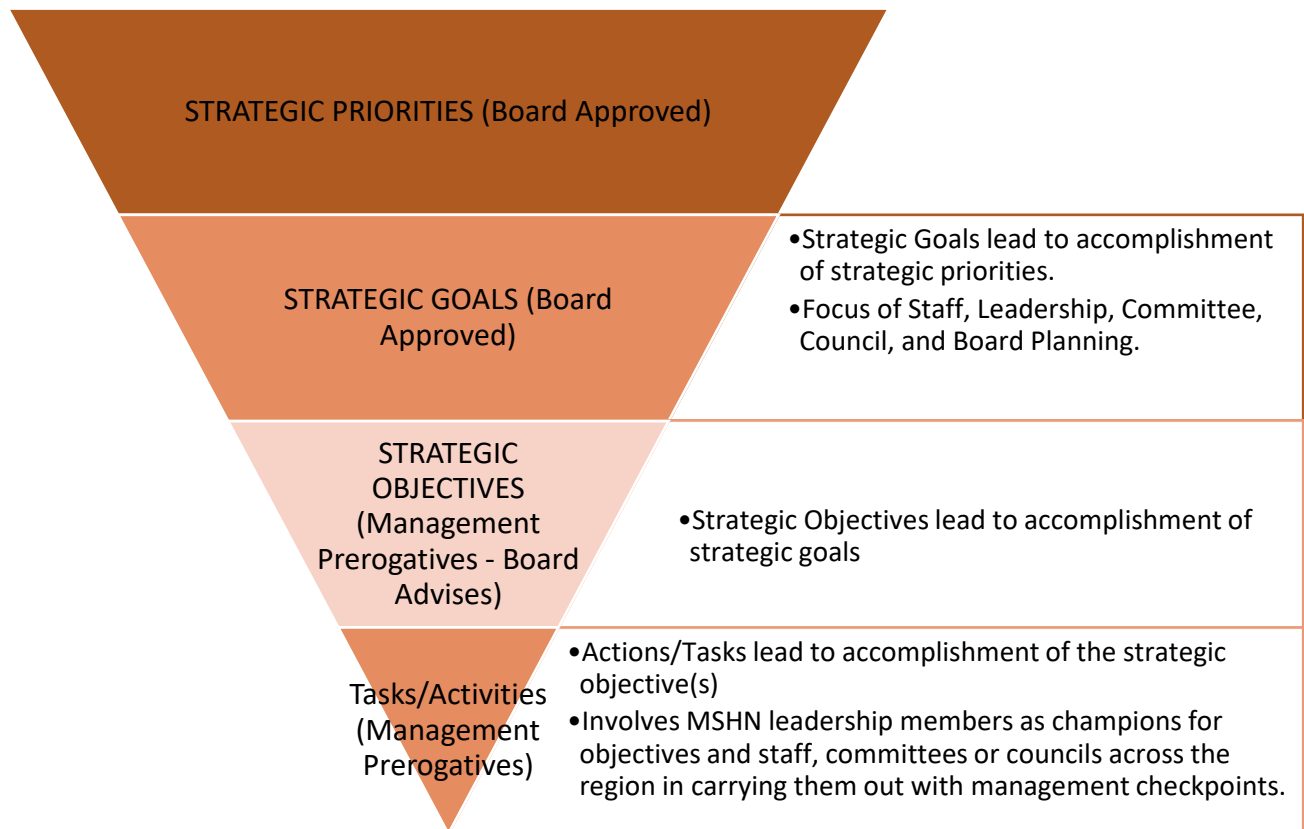 STRATEGIC PRIORITIES (Board Approved)
STRATEGIC GOALS (Board
Approved)
•Strategic Goals lead to accomplishment
of strategic priorities.
•Focus of Staff, Leadership, Committee,
Council, and Board Planning.
STRATEGIC
OBJECTIVES
(Management
Prerogatives - Board
Advises)
•Strategic Objectives lead to accomplishment of
strategic goals
Tasks/Activities
(Management
Prerogatives)
•Actions/Tasks lead to accomplishment of the strategic
objective(s)
•Involves MSHN leadership members as champions for
objectives and staff, committees or councils across the
region in carrying them out with management checkpoints.